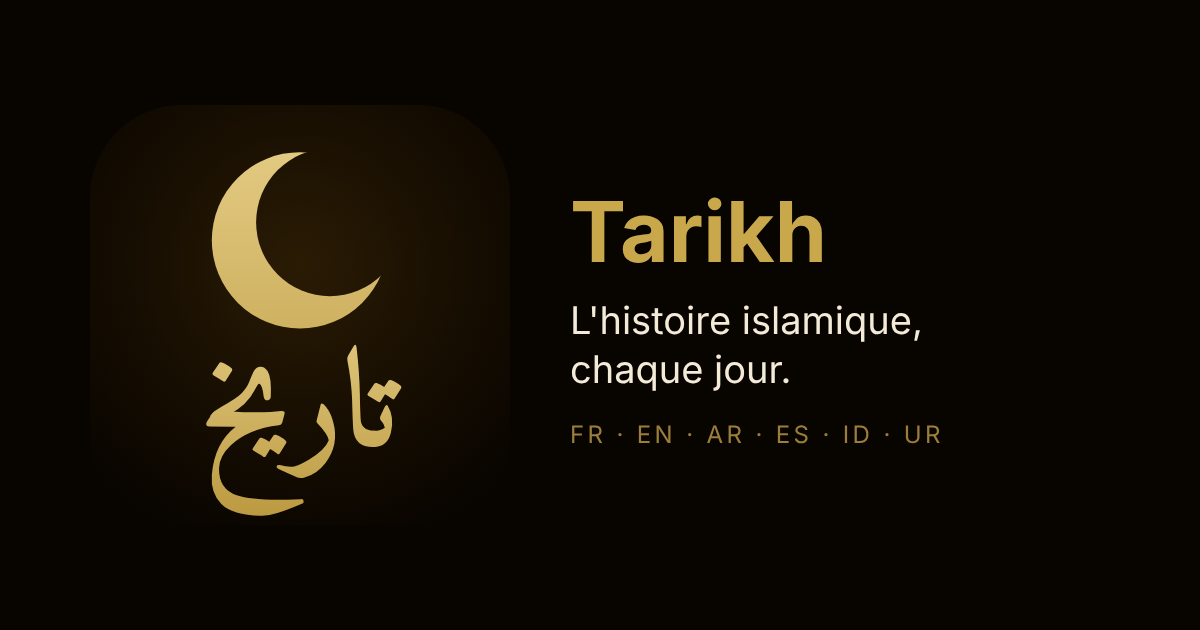 تاريخ
Tarikh
L'histoire islamique,
chaque jour.
FR · EN · AR · ES · ID · UR